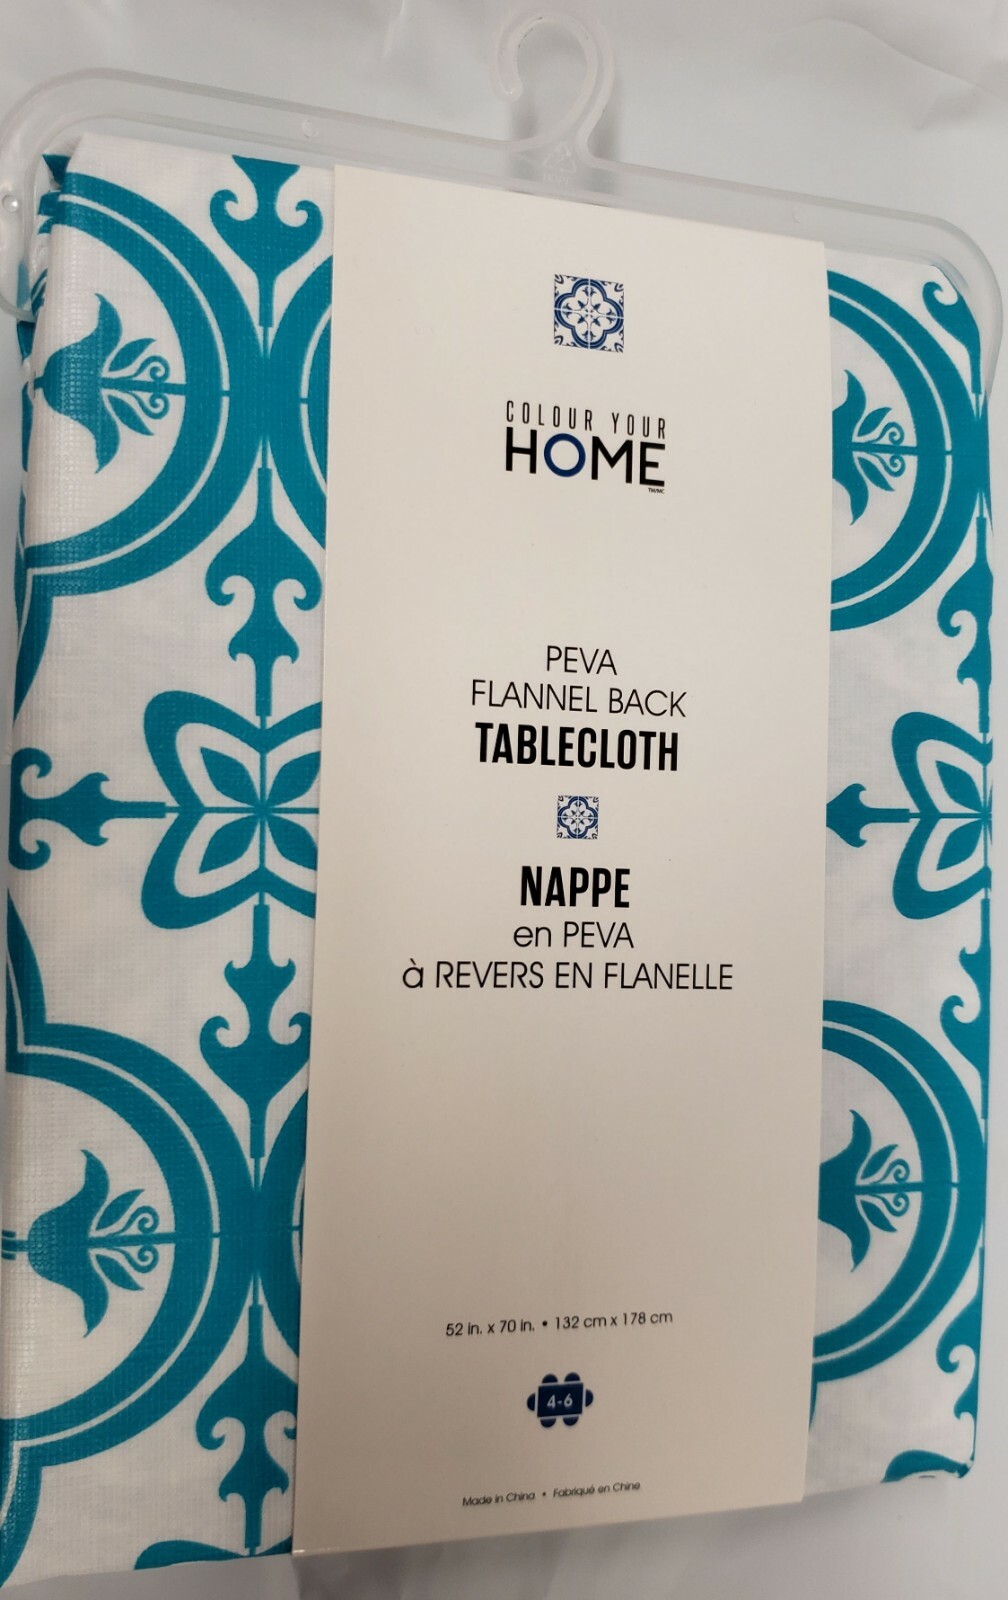 COLOUR YOUR
HOME
TM/MC
PEVA
FLANNEL BACK
TABLECLOTH
NAPPE
en PEVA
à REVERS EN FLANELLE
52 in. x 70 in. • 132 cm x 178 cm
4-6
Made in China • Fabriqué en Chine